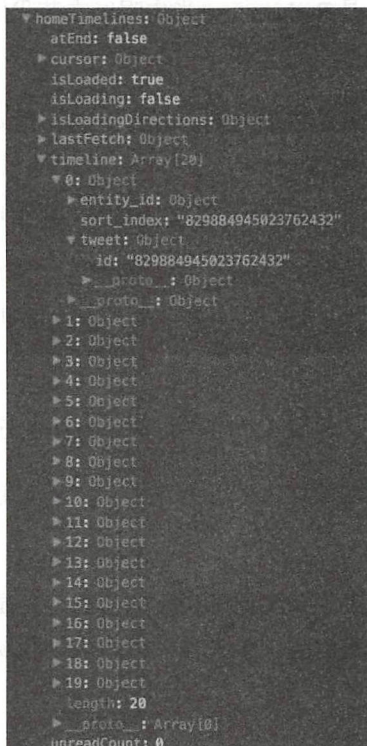 ▼ homeTimelines: Object
atEnd: false
▶ cursor: Object
isLoaded: true
isLoading: false
▶ isLoadingDirections: Object
▶ lastFetch: Object
▼ timeline: Array[20]
▼ 0: Object
▶ entity_id: Object
sort_index: "829884945023762432"
▼ tweet: Object
id: "829884945023762432"
▶ __proto__: Object
▶ __proto__: Object
▶ 1: Object
▶ 2: Object
▶ 3: Object
▶ 4: Object
▶ 5: Object
▶ 6: Object
▶ 7: Object
▶ 8: Object
▶ 9: Object
▶ 10: Object
▶ 11: Object
▶ 12: Object
▶ 13: Object
▶ 14: Object
▶ 15: Object
▶ 16: Object
▶ 17: Object
▶ 18: Object
▶ 19: Object
length: 20
▶ __proto__: Array[0]
unreadCount: 0